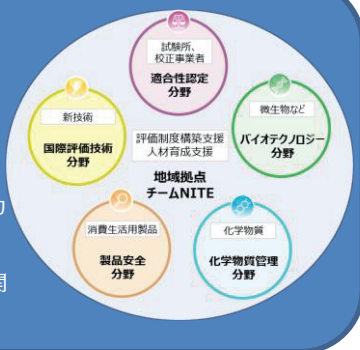 試験所、
校正事業者
適合性認定
分野
新技術
国際評価技術
分野
微生物など
バイオテクノロジー
分野
評価制度構築支援
人材育成支援
地域拠点
チームNITE
消費生活用製品
製品安全
分野
化学物質
化学物質管理
分野